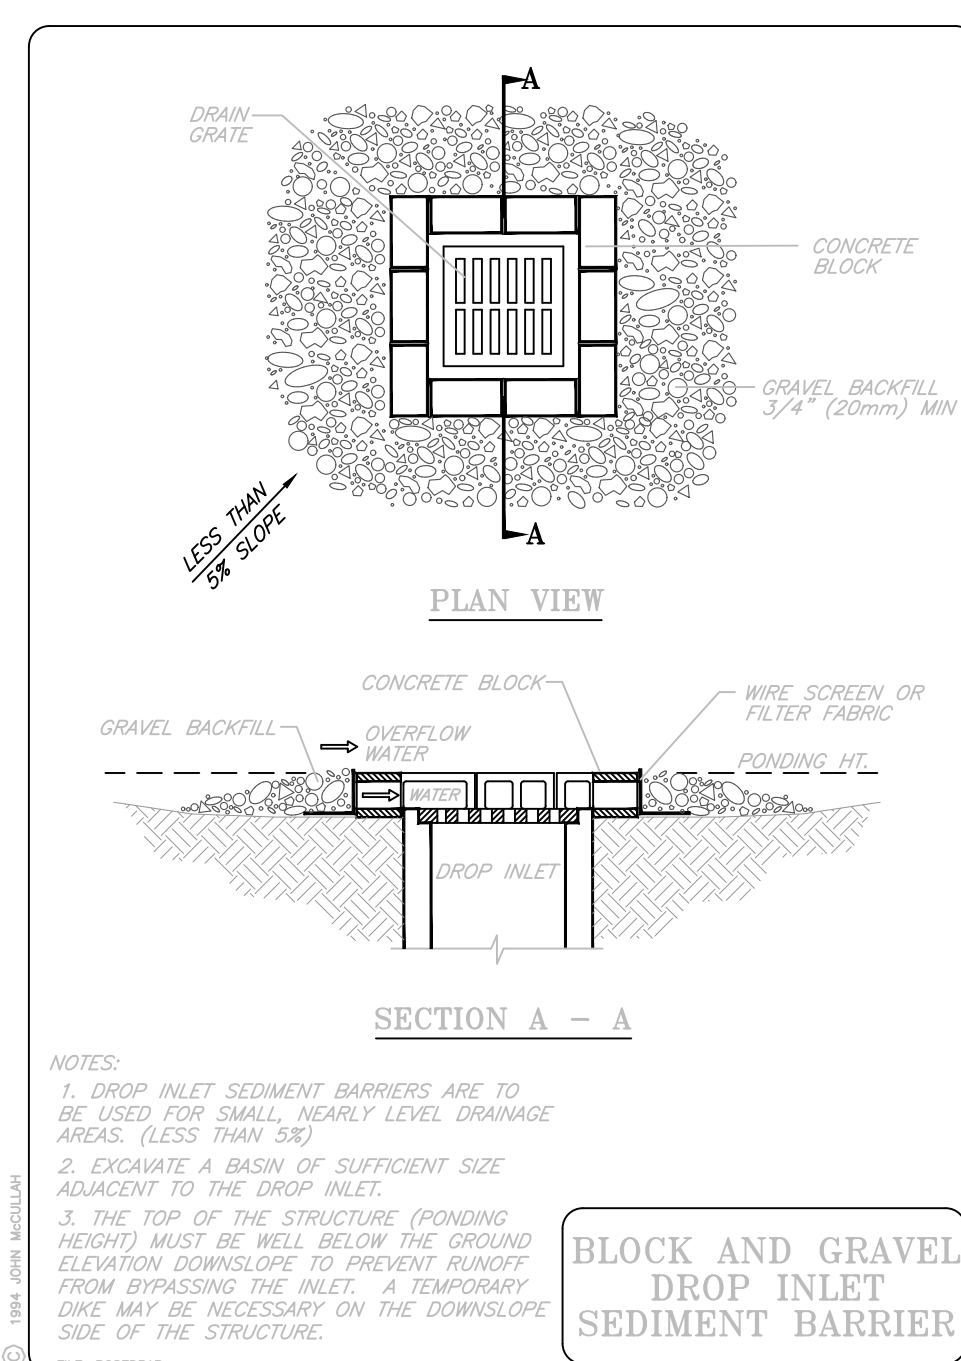 A
DRAIN
GRATE
CONCRETE
BLOCK
GRAVEL BACKFILL
3/4" (20mm) MIN
LESS THAN
5% SLOPE
A
PLAN VIEW
CONCRETE BLOCK
WIRE SCREEN OR
FILTER FABRIC
GRAVEL BACKFILL
OVERFLOW
WATER
PONDING HT.
WATER
DROP INLET
SECTION A - A
NOTES:
1. DROP INLET SEDIMENT BARRIERS ARE TO
BE USED FOR SMALL, NEARLY LEVEL DRAINAGE
AREAS. (LESS THAN 5%)
2. EXCAVATE A BASIN OF SUFFICIENT SIZE
ADJACENT TO THE DROP INLET.
3. THE TOP OF THE STRUCTURE (PONDING
HEIGHT) MUST BE WELL BELOW THE GROUND
ELEVATION DOWNSLOPE TO PREVENT RUNOFF
FROM BYPASSING THE INLET. A TEMPORARY
DIKE MAY BE NECESSARY ON THE DOWNSLOPE
SIDE OF THE STRUCTURE.
BLOCK AND GRAVEL
DROP INLET
SEDIMENT BARRIER
© 1994 JOHN McCULLAH